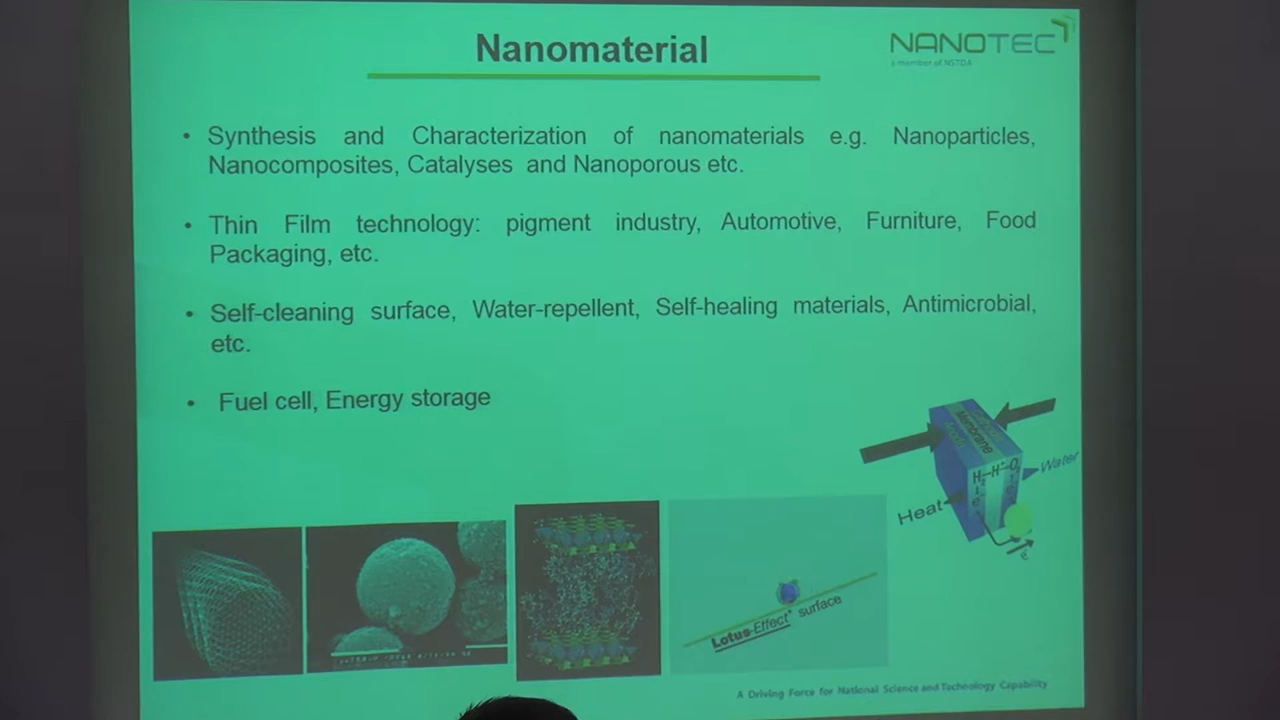 Nanomaterial
NANOTEC
a member of NSTDA
• Synthesis and Characterization of nanomaterials e.g. Nanoparticles,
Nanocomposites, Catalyses and Nanoporous etc.
• Thin Film technology: pigment industry, Automotive, Furniture, Food
Packaging, etc.
• Self-cleaning surface, Water-repellent, Self-healing materials, Antimicrobial,
etc.
• Fuel cell, Energy storage
Membrane
H₂–H⁺–O₂
Water
Heat
e
Lotus-Effect® surface
A Driving Force for National Science and Technology Capability